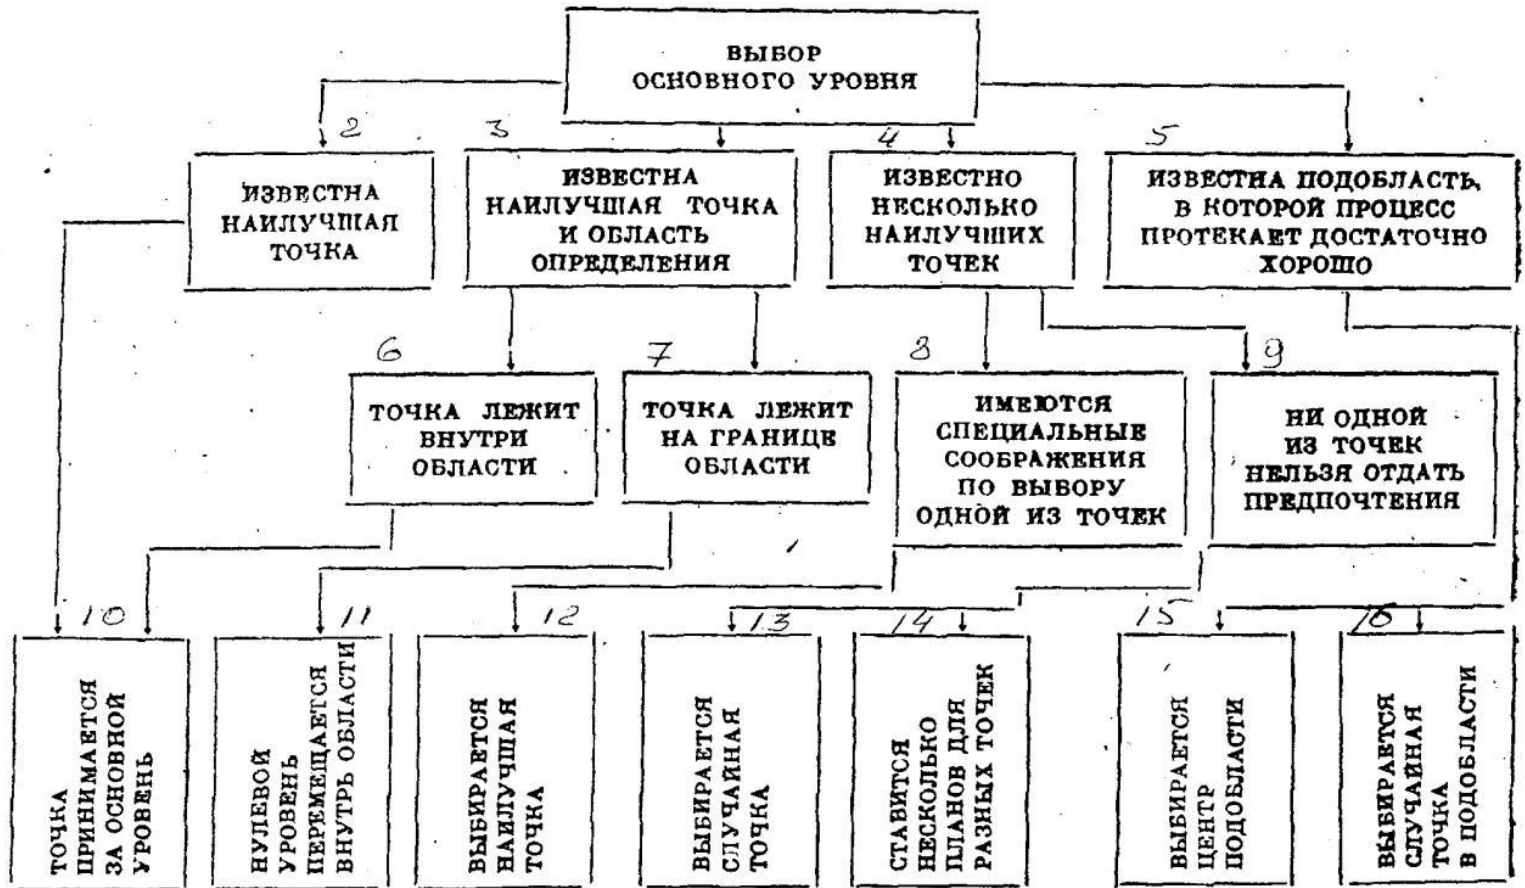 ВЫБОР
ОСНОВНОГО УРОВНЯ
2
ИЗВЕСТНА
НАИЛУЧШАЯ
ТОЧКА
3
ИЗВЕСТНА
НАИЛУЧШАЯ ТОЧКА
И ОБЛАСТЬ
ОПРЕДЕЛЕНИЯ
4
ИЗВЕСТНО
НЕСКОЛЬКО
НАИЛУЧШИХ
ТОЧЕК
5
ИЗВЕСТНА ПОДОБЛАСТЬ,
В КОТОРОЙ ПРОЦЕСС
ПРОТЕКАЕТ ДОСТАТОЧНО
ХОРОШО
6
ТОЧКА ЛЕЖИТ
ВНУТРИ
ОБЛАСТИ
7
ТОЧКА ЛЕЖИТ
НА ГРАНИЦЕ
ОБЛАСТИ
8
ИМЕЮТСЯ
СПЕЦИАЛЬНЫЕ
СООБРАЖЕНИЯ
ПО ВЫБОРУ
ОДНОЙ ИЗ ТОЧЕК
9
НИ ОДНОЙ
ИЗ ТОЧЕК
НЕЛЬЗЯ ОТДАТЬ
ПРЕДПОЧТЕНИЯ
10
ТОЧКА
ПРИНИМАЕТСЯ
ЗА ОСНОВНОЙ
УРОВЕНЬ
11
НУЛЕВОЙ
УРОВЕНЬ
ПЕРЕМЕЩАЕТСЯ
ВНУТРЬ ОБЛАСТИ
12
ВЫБИРАЕТСЯ
НАИЛУЧШАЯ
ТОЧКА
13
ВЫБИРАЕТСЯ
СЛУЧАЙНАЯ
ТОЧКА
14
СТАВИТСЯ
НЕСКОЛЬКО
ПЛАНОВ ДЛЯ
РАЗНЫХ ТОЧЕК
15
ВЫБИРАЕТСЯ
ЦЕНТР
ПОДОБЛАСТИ
16
ВЫБИРАЕТСЯ
СЛУЧАЙНАЯ
ТОЧКА
В ПОДОБЛАСТИ